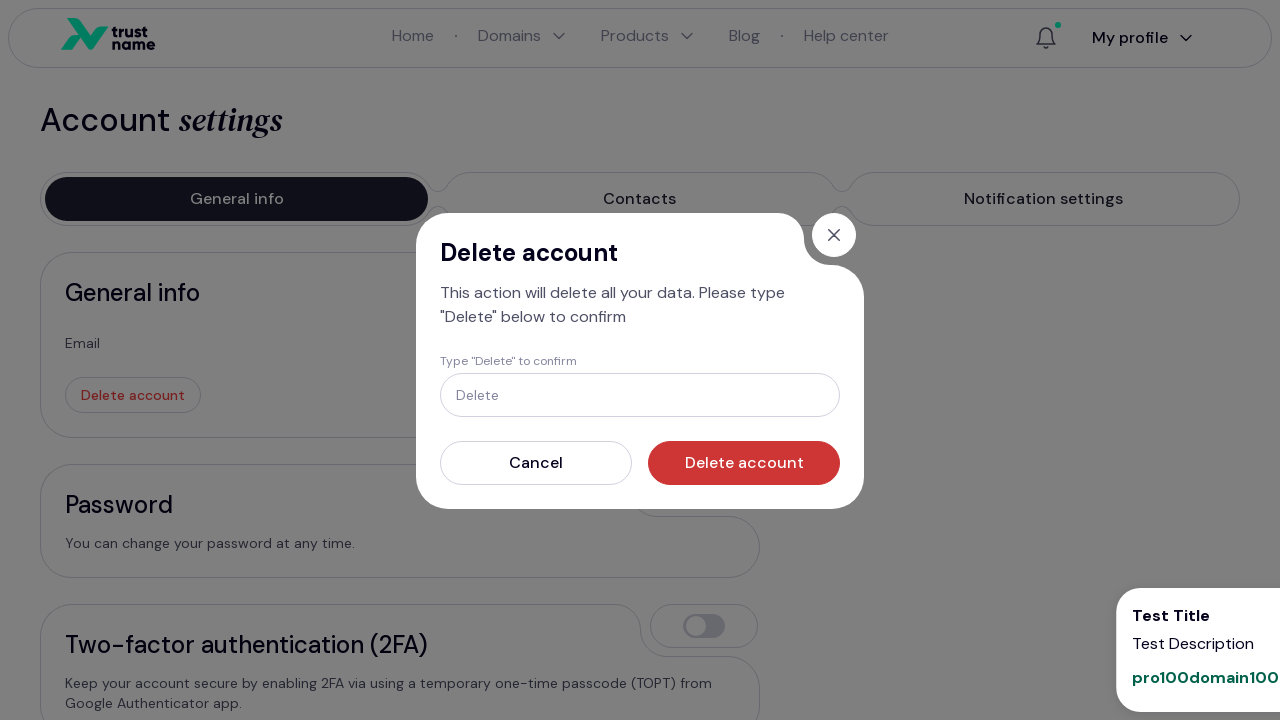 trust
name
Home · Domains Products Blog · Help center
My profile
Account settings
General info
Contacts
Notification settings
General info
Email
Delete account
Delete account
This action will delete all your data. Please type
"Delete" below to confirm
Type "Delete" to confirm
Delete
Cancel
Delete account
Password
You can change your password at any time.
Two-factor authentication (2FA)
Keep your account secure by enabling 2FA via using a temporary one-time passcode (TOPT) from
Google Authenticator app.
Test Title
Test Description
pro100domain100